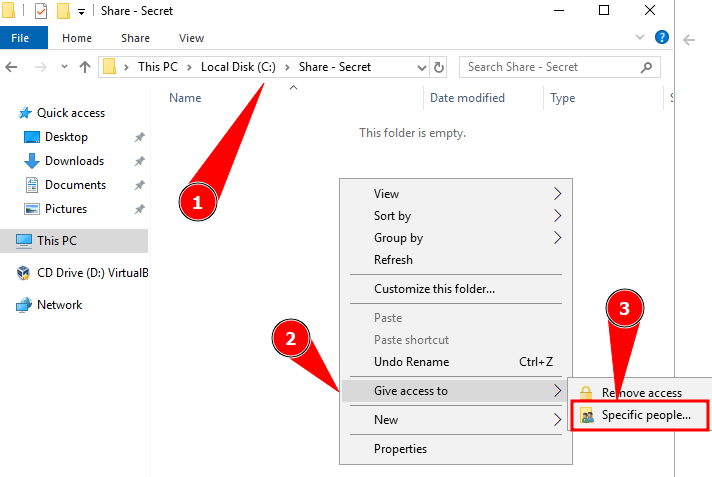 Share - Secret
File Home Share View
This PC Local Disk (C:) Share - Secret Search Share - Secret
Name Date modified Type
Quick access
This folder is empty.
Desktop
Downloads
Documents
Pictures
This PC
CD Drive (D:) VirtualB
Network
1
View
Sort by
Group by
Refresh
Customize this folder...
Paste
Paste shortcut
Undo Rename Ctrl+Z
Give access to
New
Properties
2
3
Remove access
Specific people...